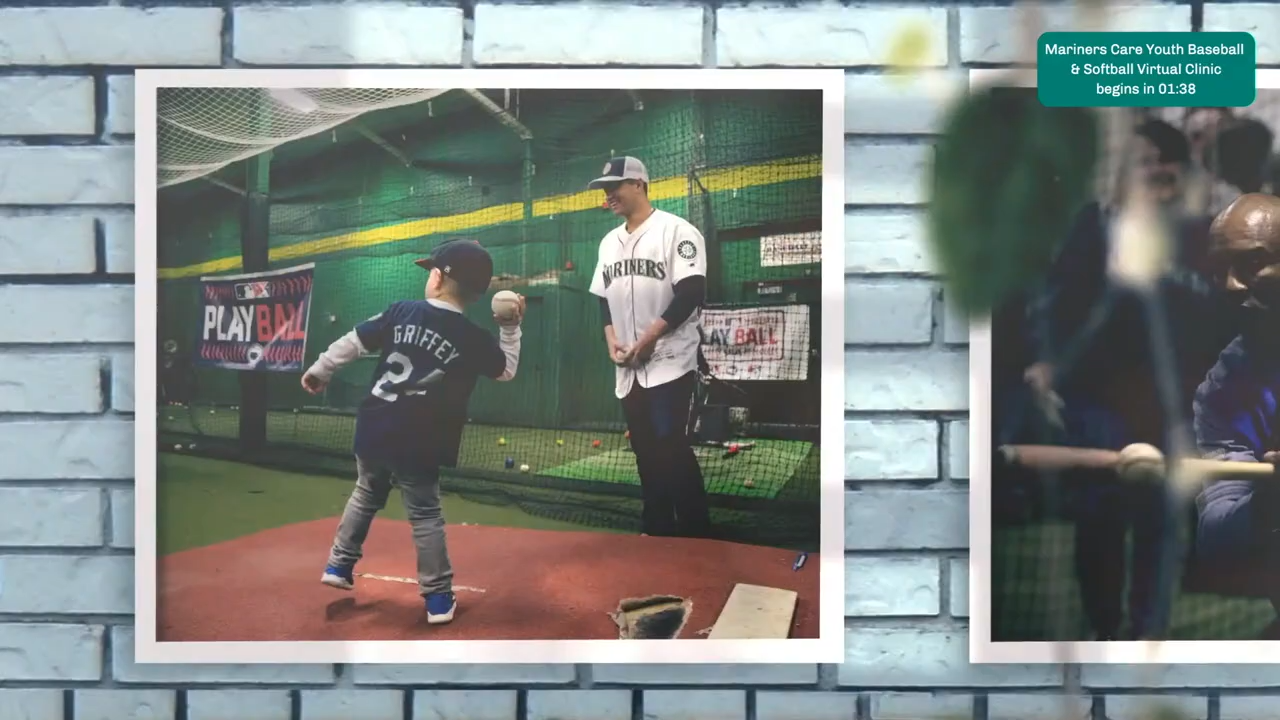 Mariners Care Youth Baseball
& Softball Virtual Clinic
begins in 01:38
PLAY BALL
MARINERS
GRIFFEY
24
PLAY BALL